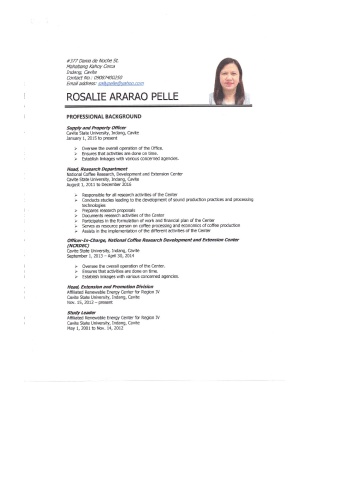 #377 Dama de Noche St.
Mahabang Kahoy Cerca
Indang, Cavite
Contact No.: 09087400250
Email address:
ROSALIE ARARAO PELLE
PROFESSIONAL BACKGROUND
Supply and Property Officer
Cavite State University, Indang, Cavite
January 1, 2015 to present
➢ Oversee the overall operation of the Office.
➢ Ensures that activities are done on time.
➢ Establish linkages with various concerned agencies.
Head, Research Department
National Coffee Research, Development and Extension Center
Cavite State University, Indang, Cavite
August 1, 2011 to December 2016
➢ Responsible for all research activities of the Center
➢ Conducts studies leading to the development of sound production practices and processing
technologies
➢ Prepares research proposals
➢ Documents research activities of the Center
➢ Participates in the formulation of work and financial plan of the Center
➢ Serves as resource person on coffee processing and economics of coffee production
➢ Assists in the implementation of the different activities of the Center
Officer-in-Charge, National Coffee Research Development and Extension Center
(NCRDEC)
Cavite State University, Indang, Cavite
September 1, 2013 – April 30, 2014
➢ Oversee the overall operation of the Center.
➢ Ensures that activities are done on time.
➢ Establish linkages with various concerned agencies.
Head, Extension and Promotion Division
Affiliated Renewable Energy Center for Region IV
Cavite State University, Indang, Cavite
Nov. 15, 2012 – present
Study Leader
Affiliated Renewable Energy Center for Region IV
Cavite State University, Indang, Cavite
May 1, 2001 to Nov. 14, 2012